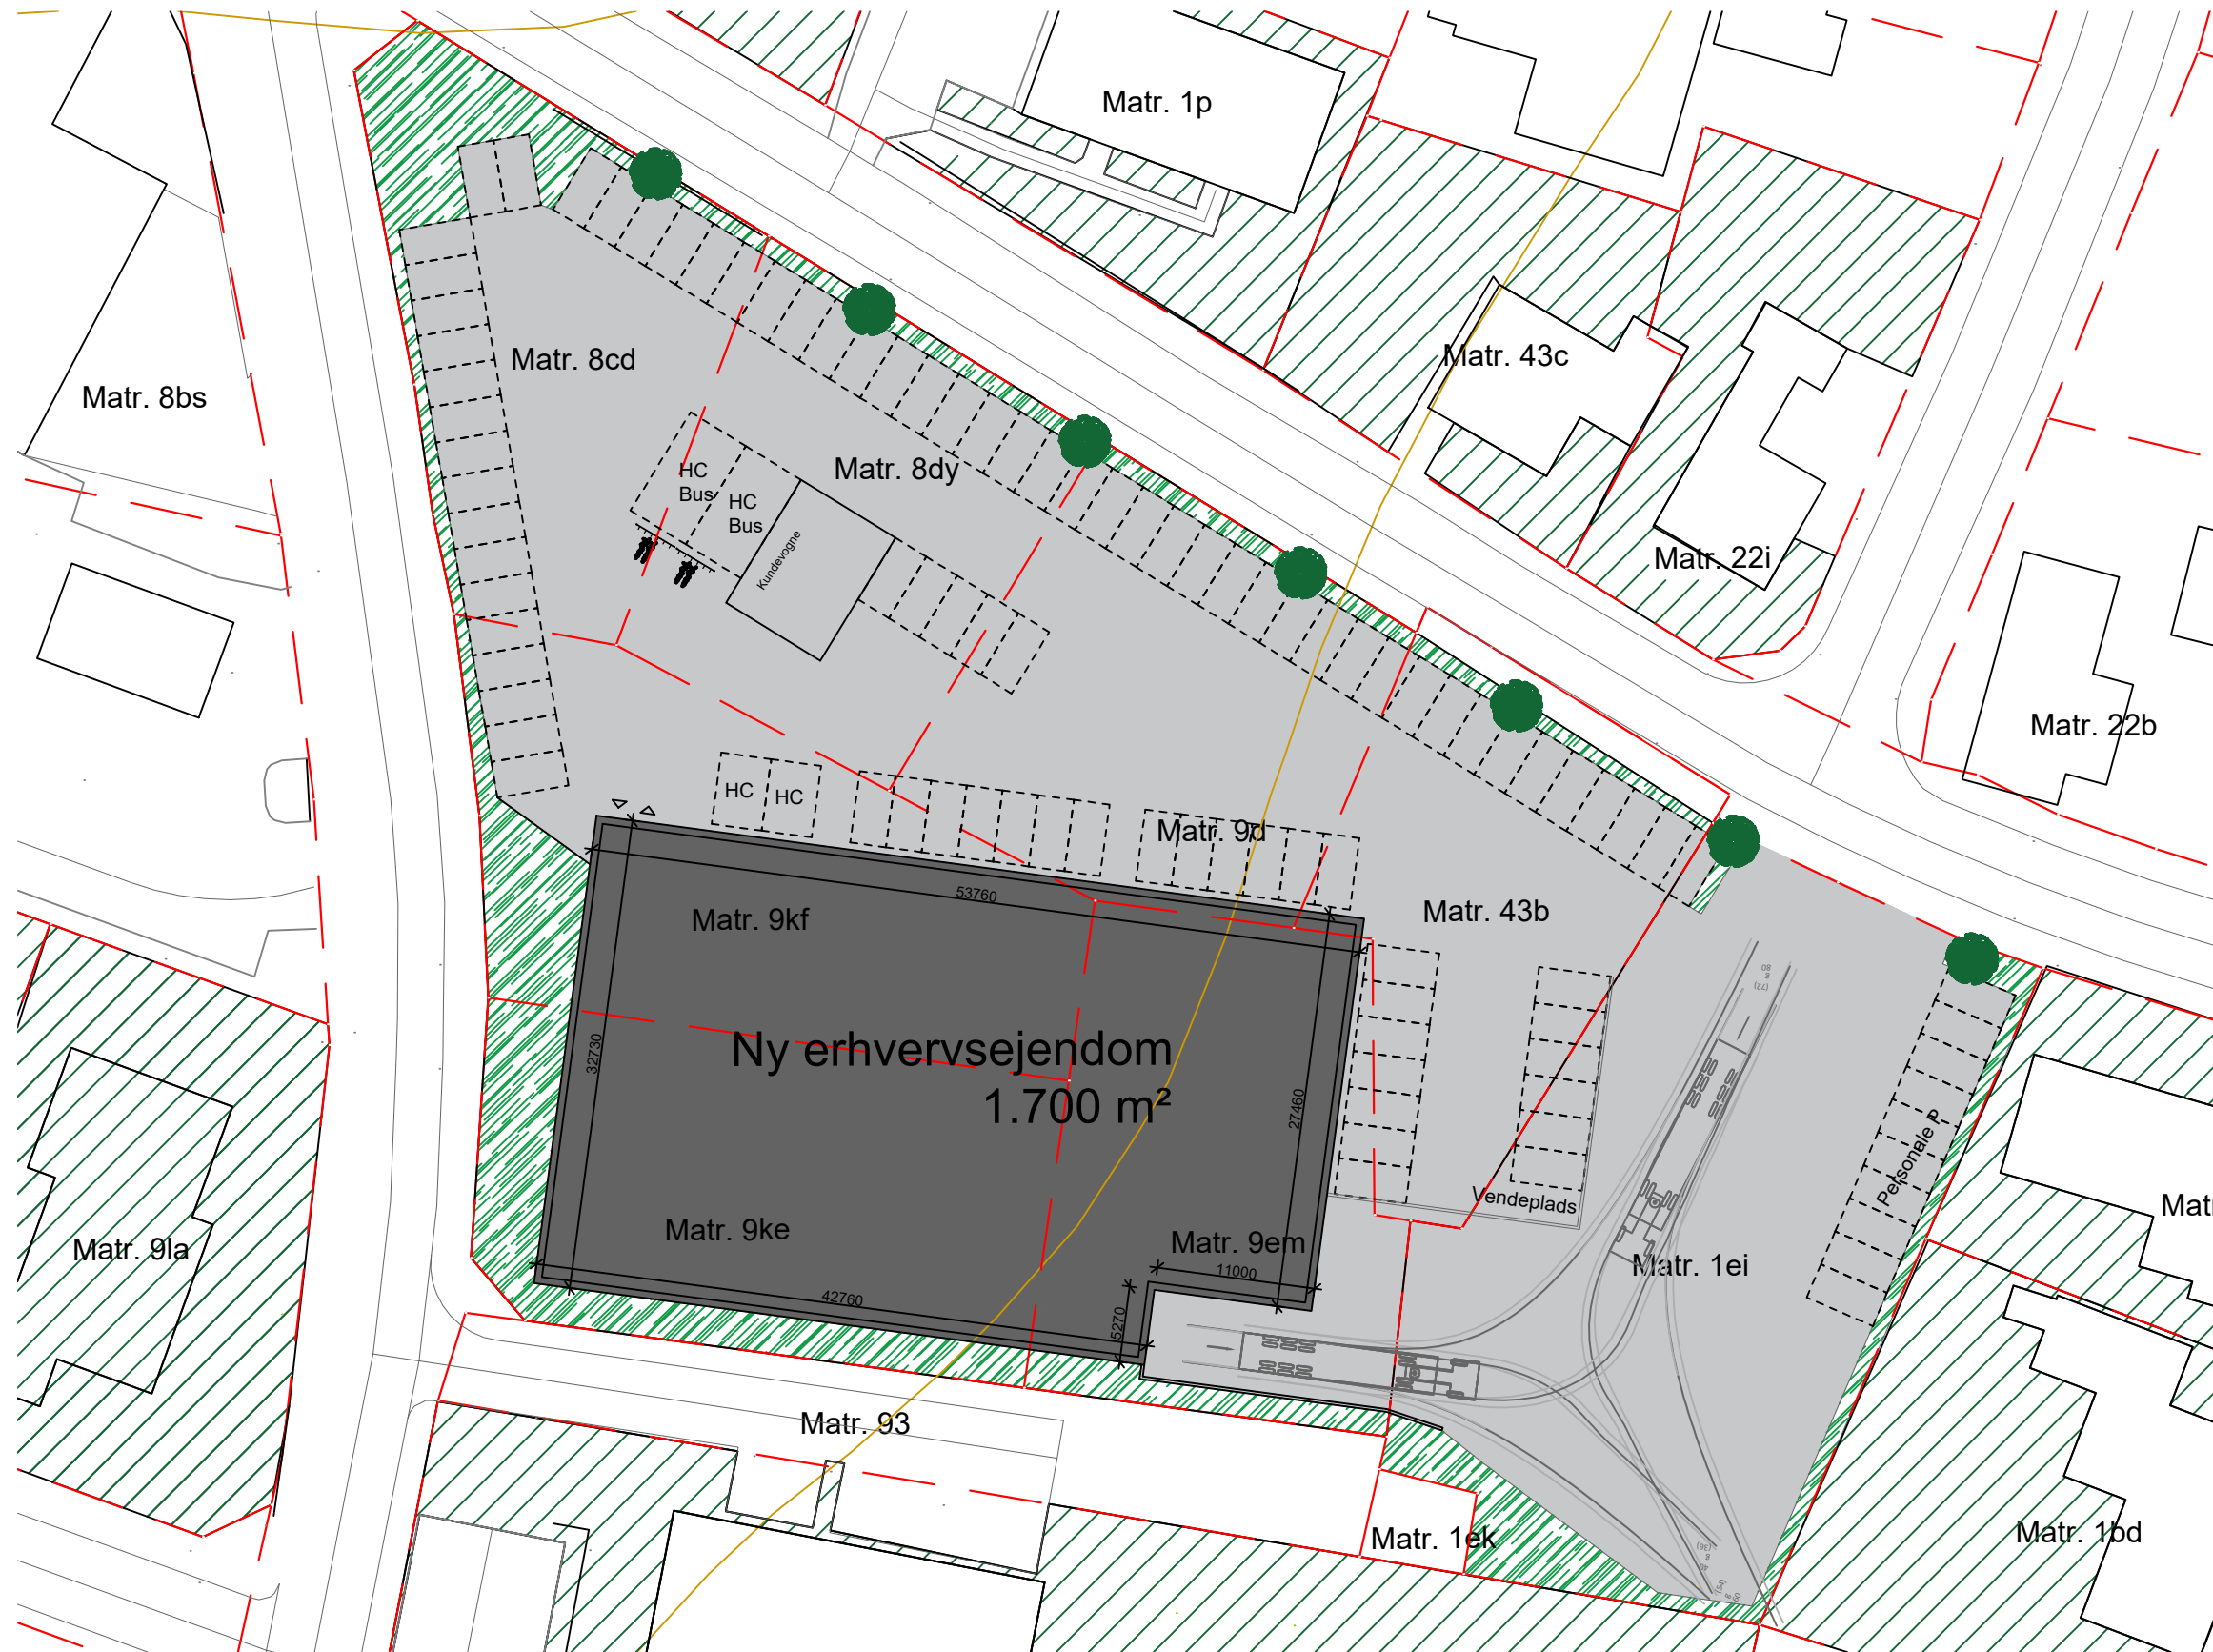 Matr. 1p
Matr. 8cd
Matr. 43c
Matr. 8bs
Matr. 8dy
HC
Bus
HC
Bus
Kundevogne
Matr. 22i
Matr. 22b
HC
HC
Matr. 9d
53760
Matr. 9kf
Matr. 43b
32730
Ny erhvervsejendom
1.700 m²
27460
Personale P
Vendeplads
Matr. 9la
Matr. 9ke
Matr. 9em
11000
Matr. 1ei
Matr
42760
5270
Matr. 93
Matr. 1ek
Matr. 1bd